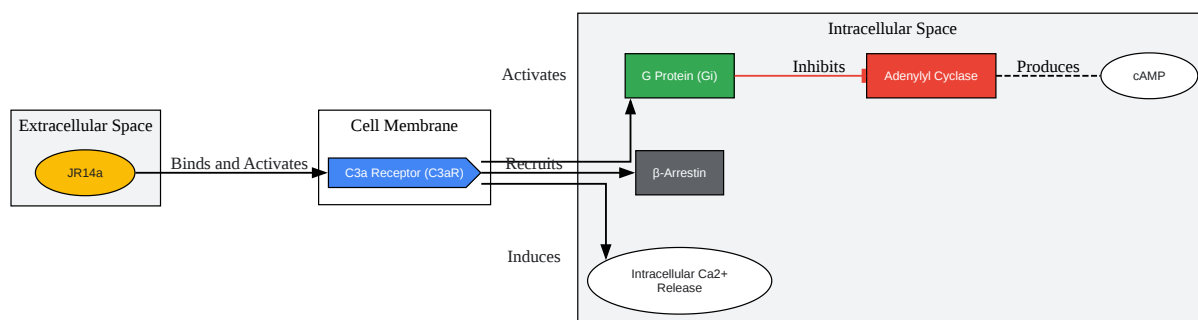 Intracellular Space
Activates
G Protein (Gi)
Inhibits
Adenylyl Cyclase
Produces
cAMP
Extracellular Space
JR14a
Binds and Activates
Cell Membrane
C3a Receptor (C3aR)
Recruits
β-Arrestin
Induces
Intracellular Ca2+
Release